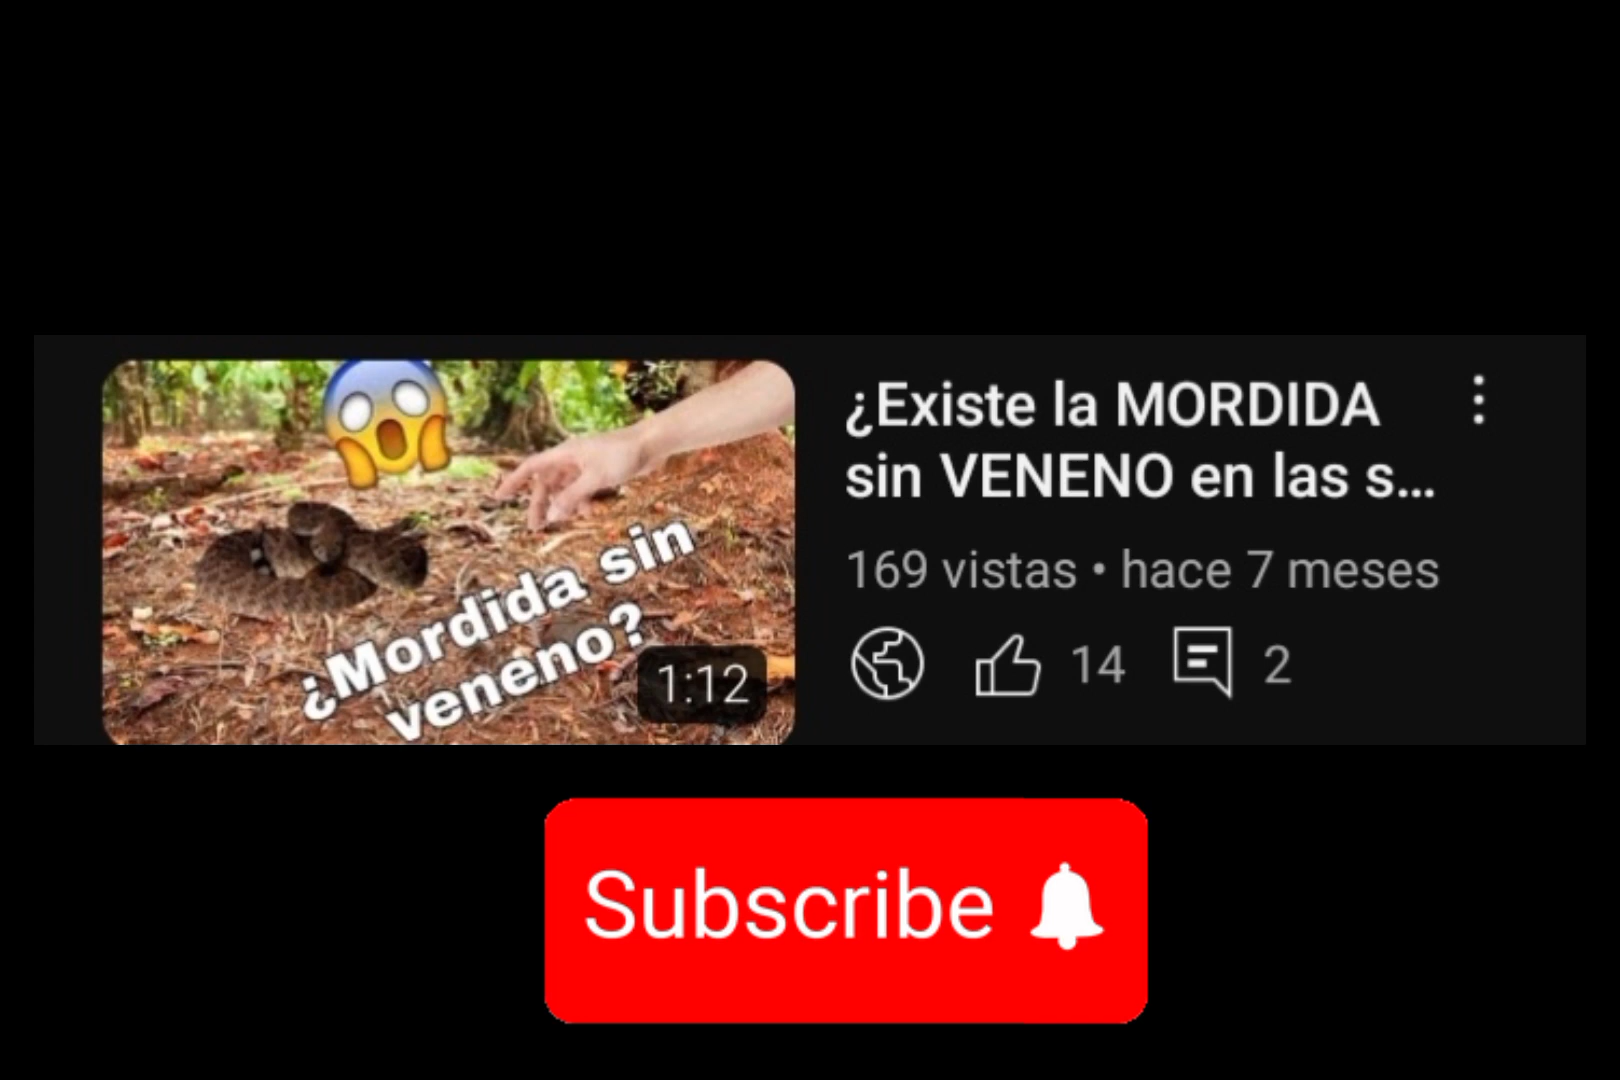 ¿Mordida sin
veneno?
1:12
¿Existe la MORDIDA
sin VENENO en las s...
169 vistas • hace 7 meses
14
2
Subscribe